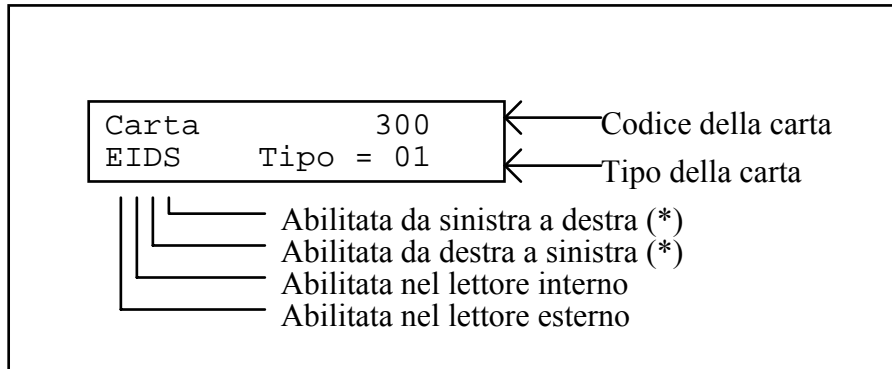 Carta 300
EIDS Tipo = 01
Codice della carta
Tipo della carta
Abilitata da sinistra a destra (*)
Abilitata da destra a sinistra (*)
Abilitata nel lettore interno
Abilitata nel lettore esterno